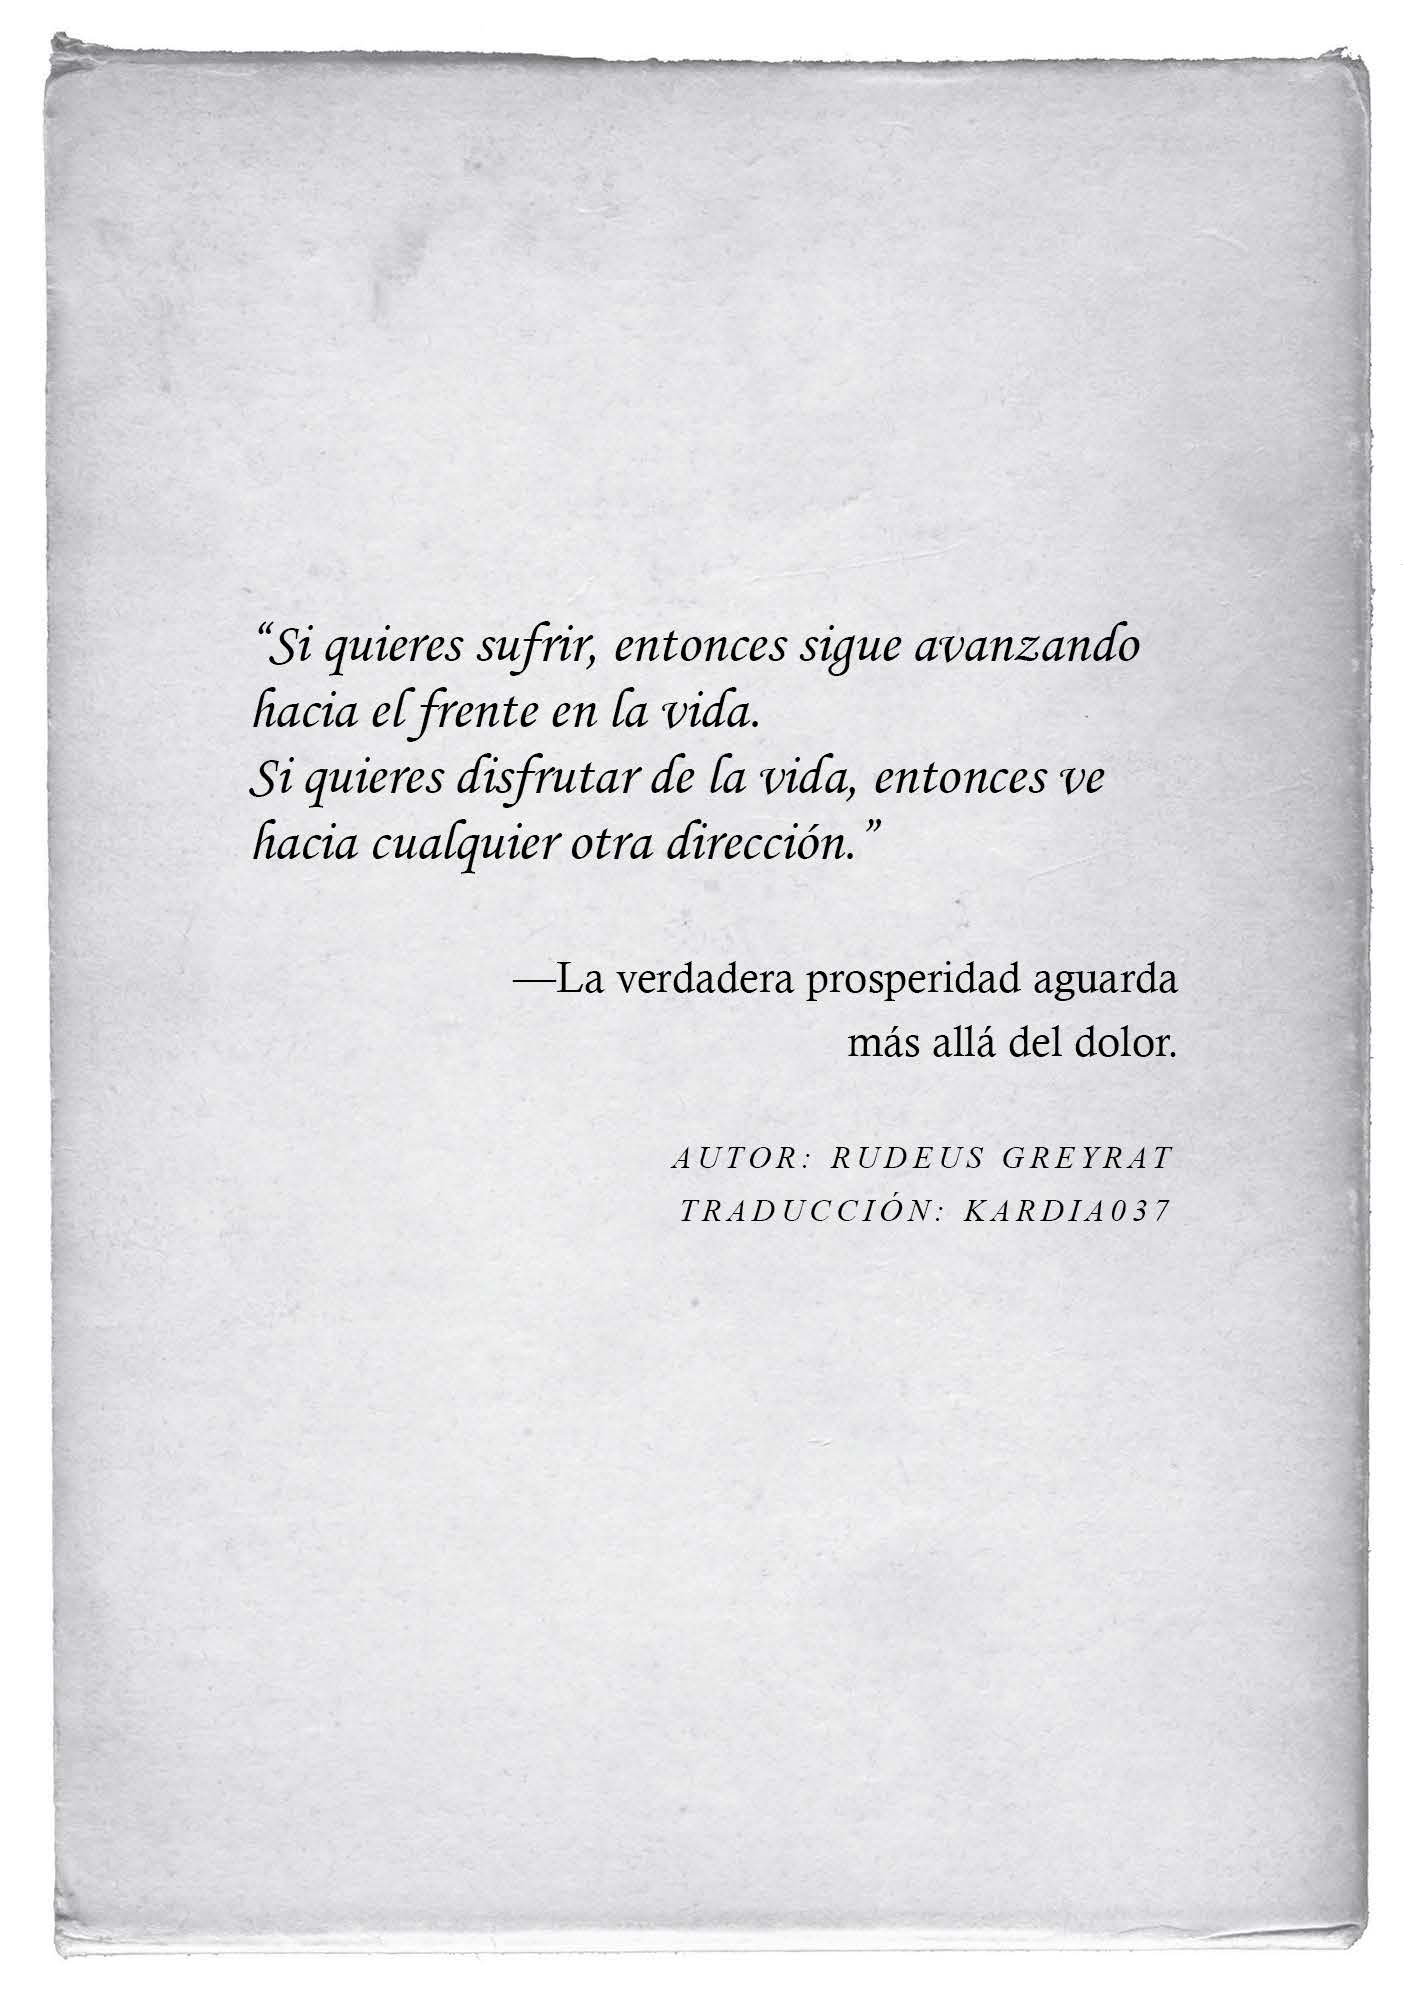 “Si quieres sufrir, entonces sigue avanzando
hacia el frente en la vida.
Si quieres disfrutar de la vida, entonces ve
hacia cualquier otra dirección.”
—La verdadera prosperidad aguarda
más allá del dolor.
AUTOR: RUDEUS GREYRAT
TRADUCCIÓN: KARDIA037